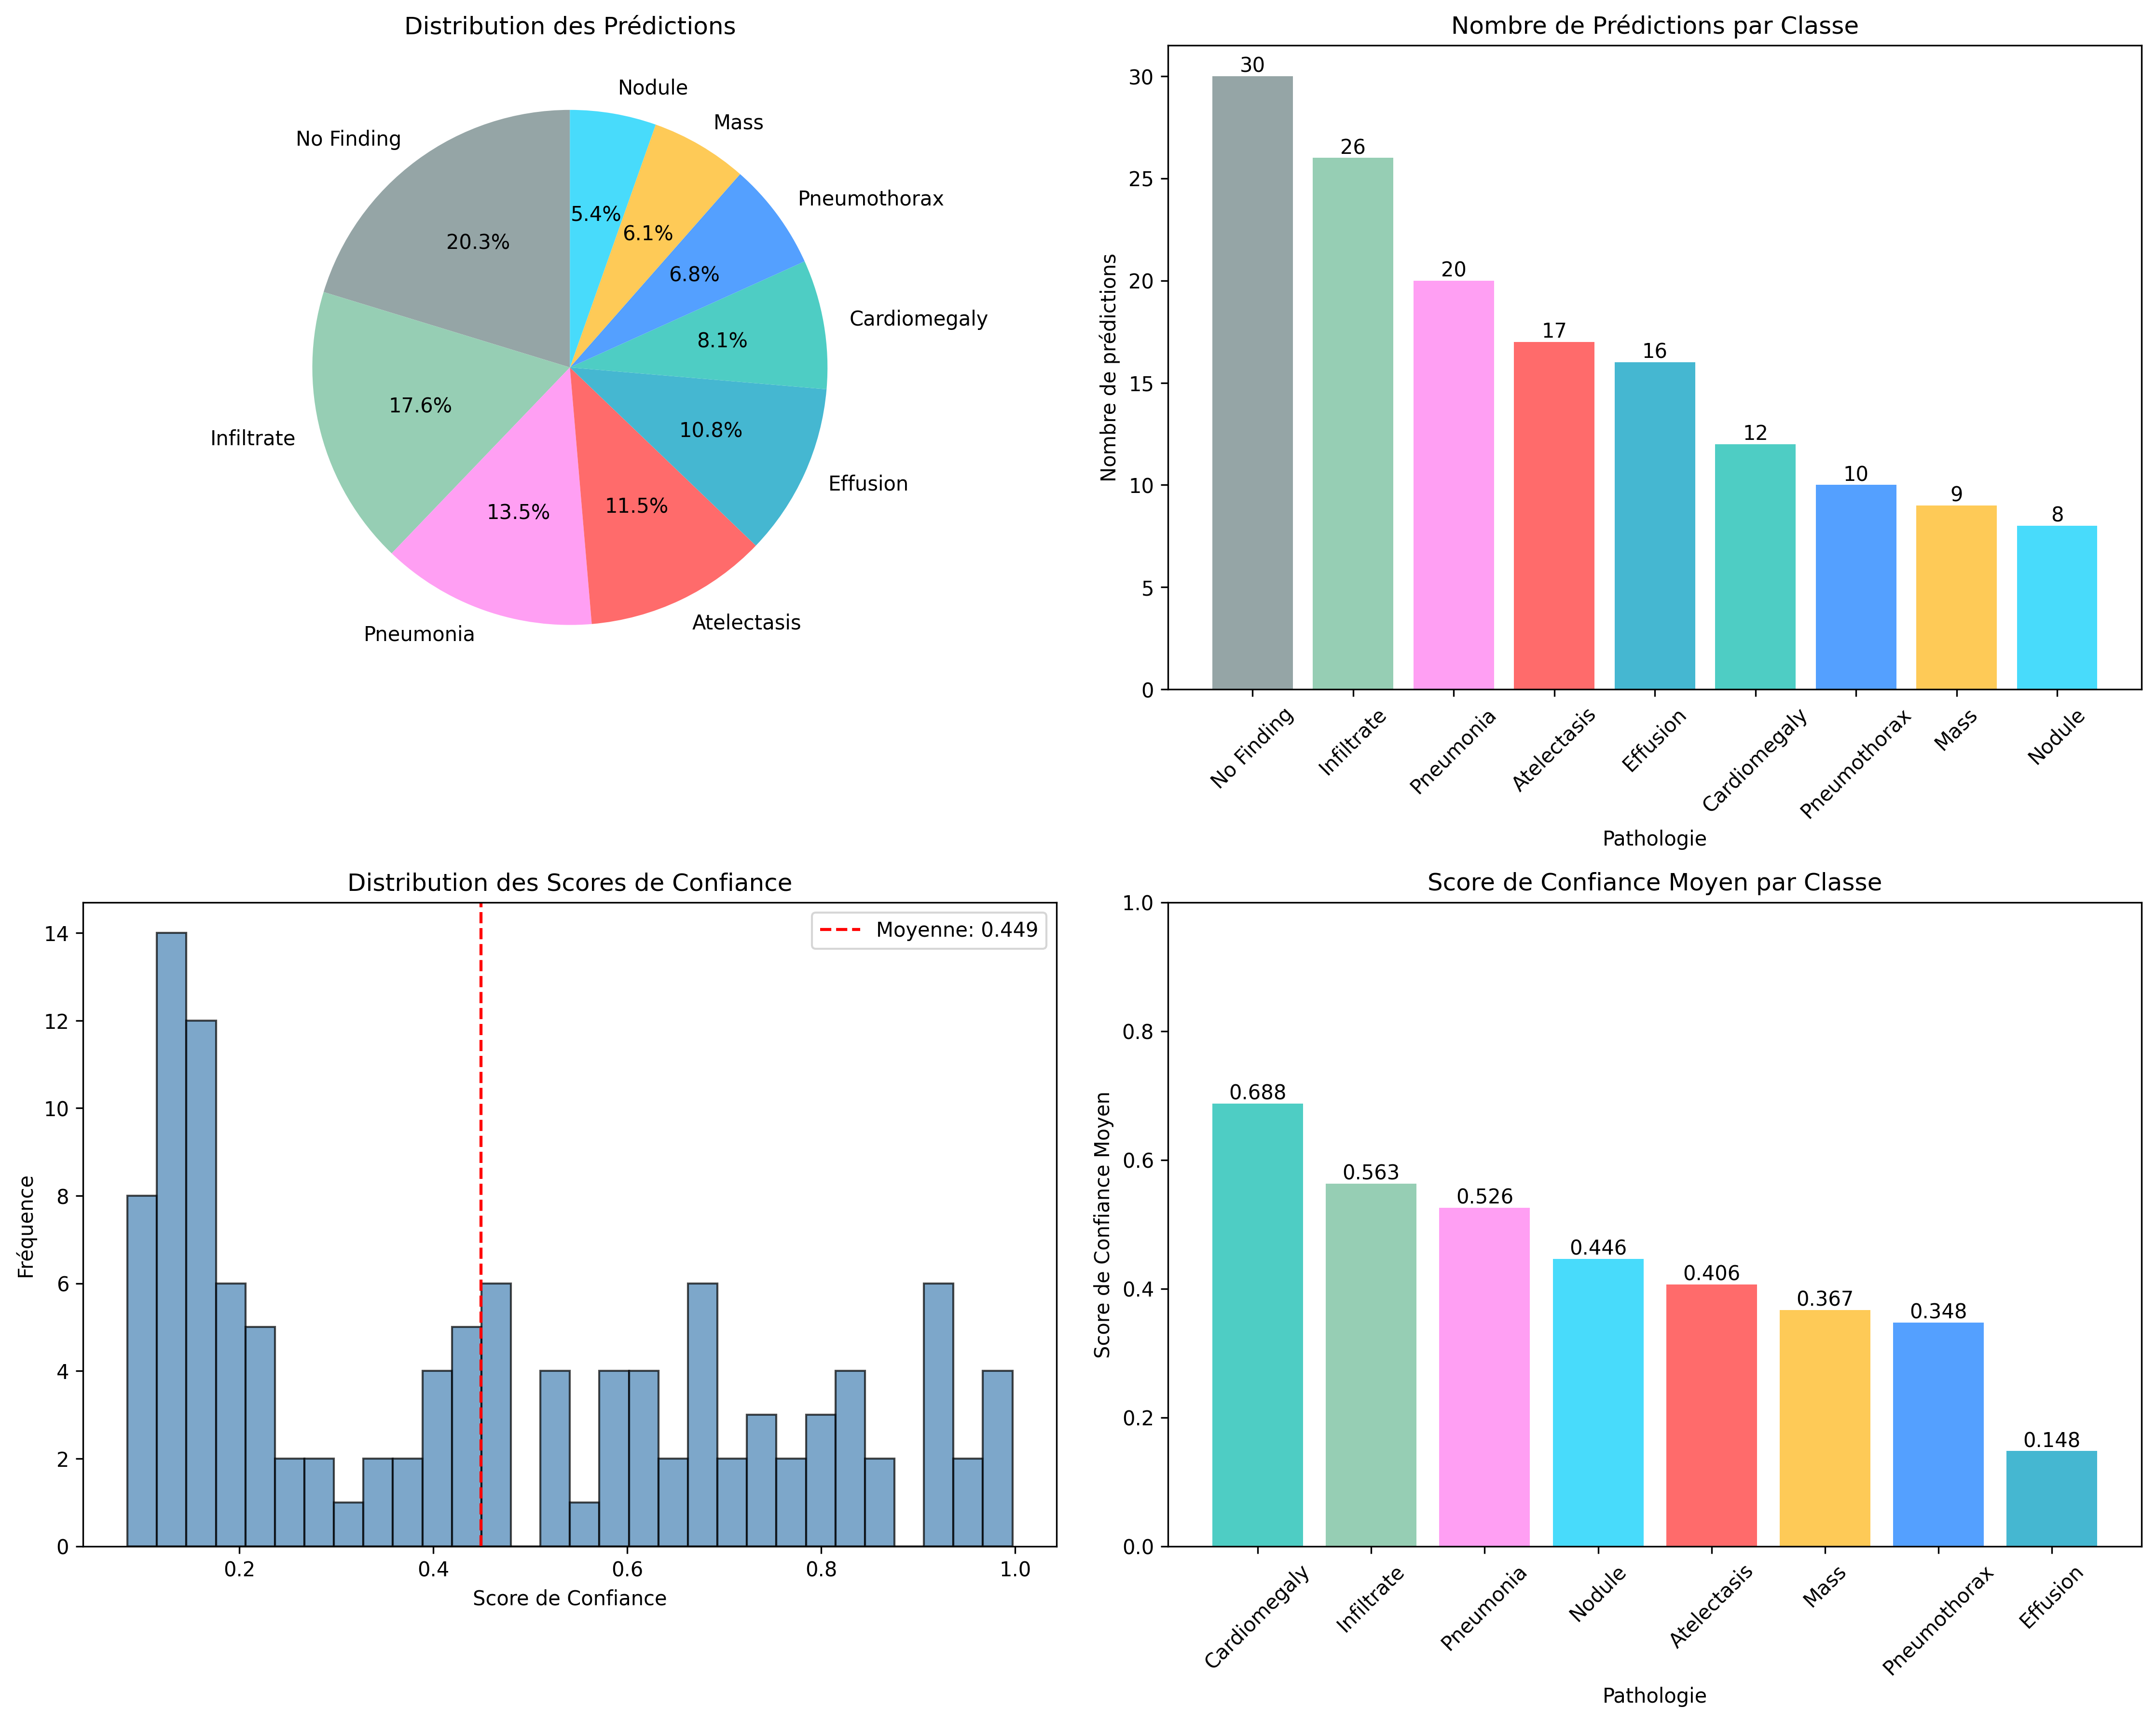 Distribution des Prédictions
Nodule
Mass
No Finding
Pneumothorax
5.4%
6.1%
20.3%
6.8%
Cardiomegaly
8.1%
17.6%
10.8%
Infiltrate
Effusion
13.5%
11.5%
Pneumonia
Atelectasis
Nombre de Prédictions par Classe
Nombre de prédictions
30
25
20
15
10
5
0
30
26
20
17
16
12
10
9
8
No Finding
Infiltrate
Pneumonia
Atelectasis
Effusion
Cardiomegaly
Pneumothorax
Mass
Nodule
Pathologie
Distribution des Scores de Confiance
Moyenne: 0.449
Fréquence
14
12
10
8
6
4
2
0
0.2
0.4
0.6
0.8
1.0
Score de Confiance
Score de Confiance Moyen par Classe
Score de Confiance Moyen
1.0
0.8
0.6
0.4
0.2
0.0
0.688
0.563
0.526
0.446
0.406
0.367
0.348
0.148
Cardiomegaly
Infiltrate
Pneumonia
Nodule
Atelectasis
Mass
Pneumothorax
Effusion
Pathologie